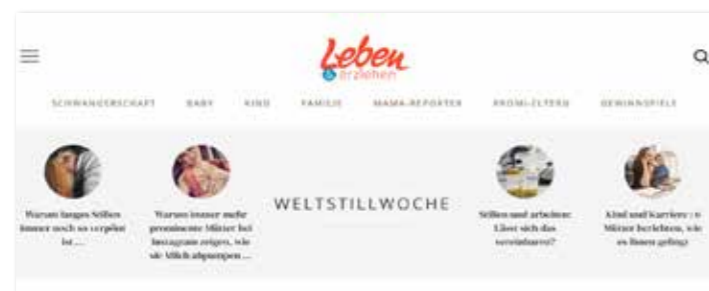 Leben
& erziehen
SCHWANGERSCHAFT BABY KIND FAMILIE MAMA-REPORTER PROMI-ELTERN GEWINNSPIELE
Warum langes Stillen
immer noch so verpönt
ist ...
Warum immer mehr
prominente Mütter bei
Instagram zeigen, wie
sie Milch abpumpen ...
WELTSTILLWOCHE
Stillen und arbeiten:
Lässt sich das
vereinbaren?
Kind und Karriere : 6
Mütter berichten, wie
es ihnen gelingt